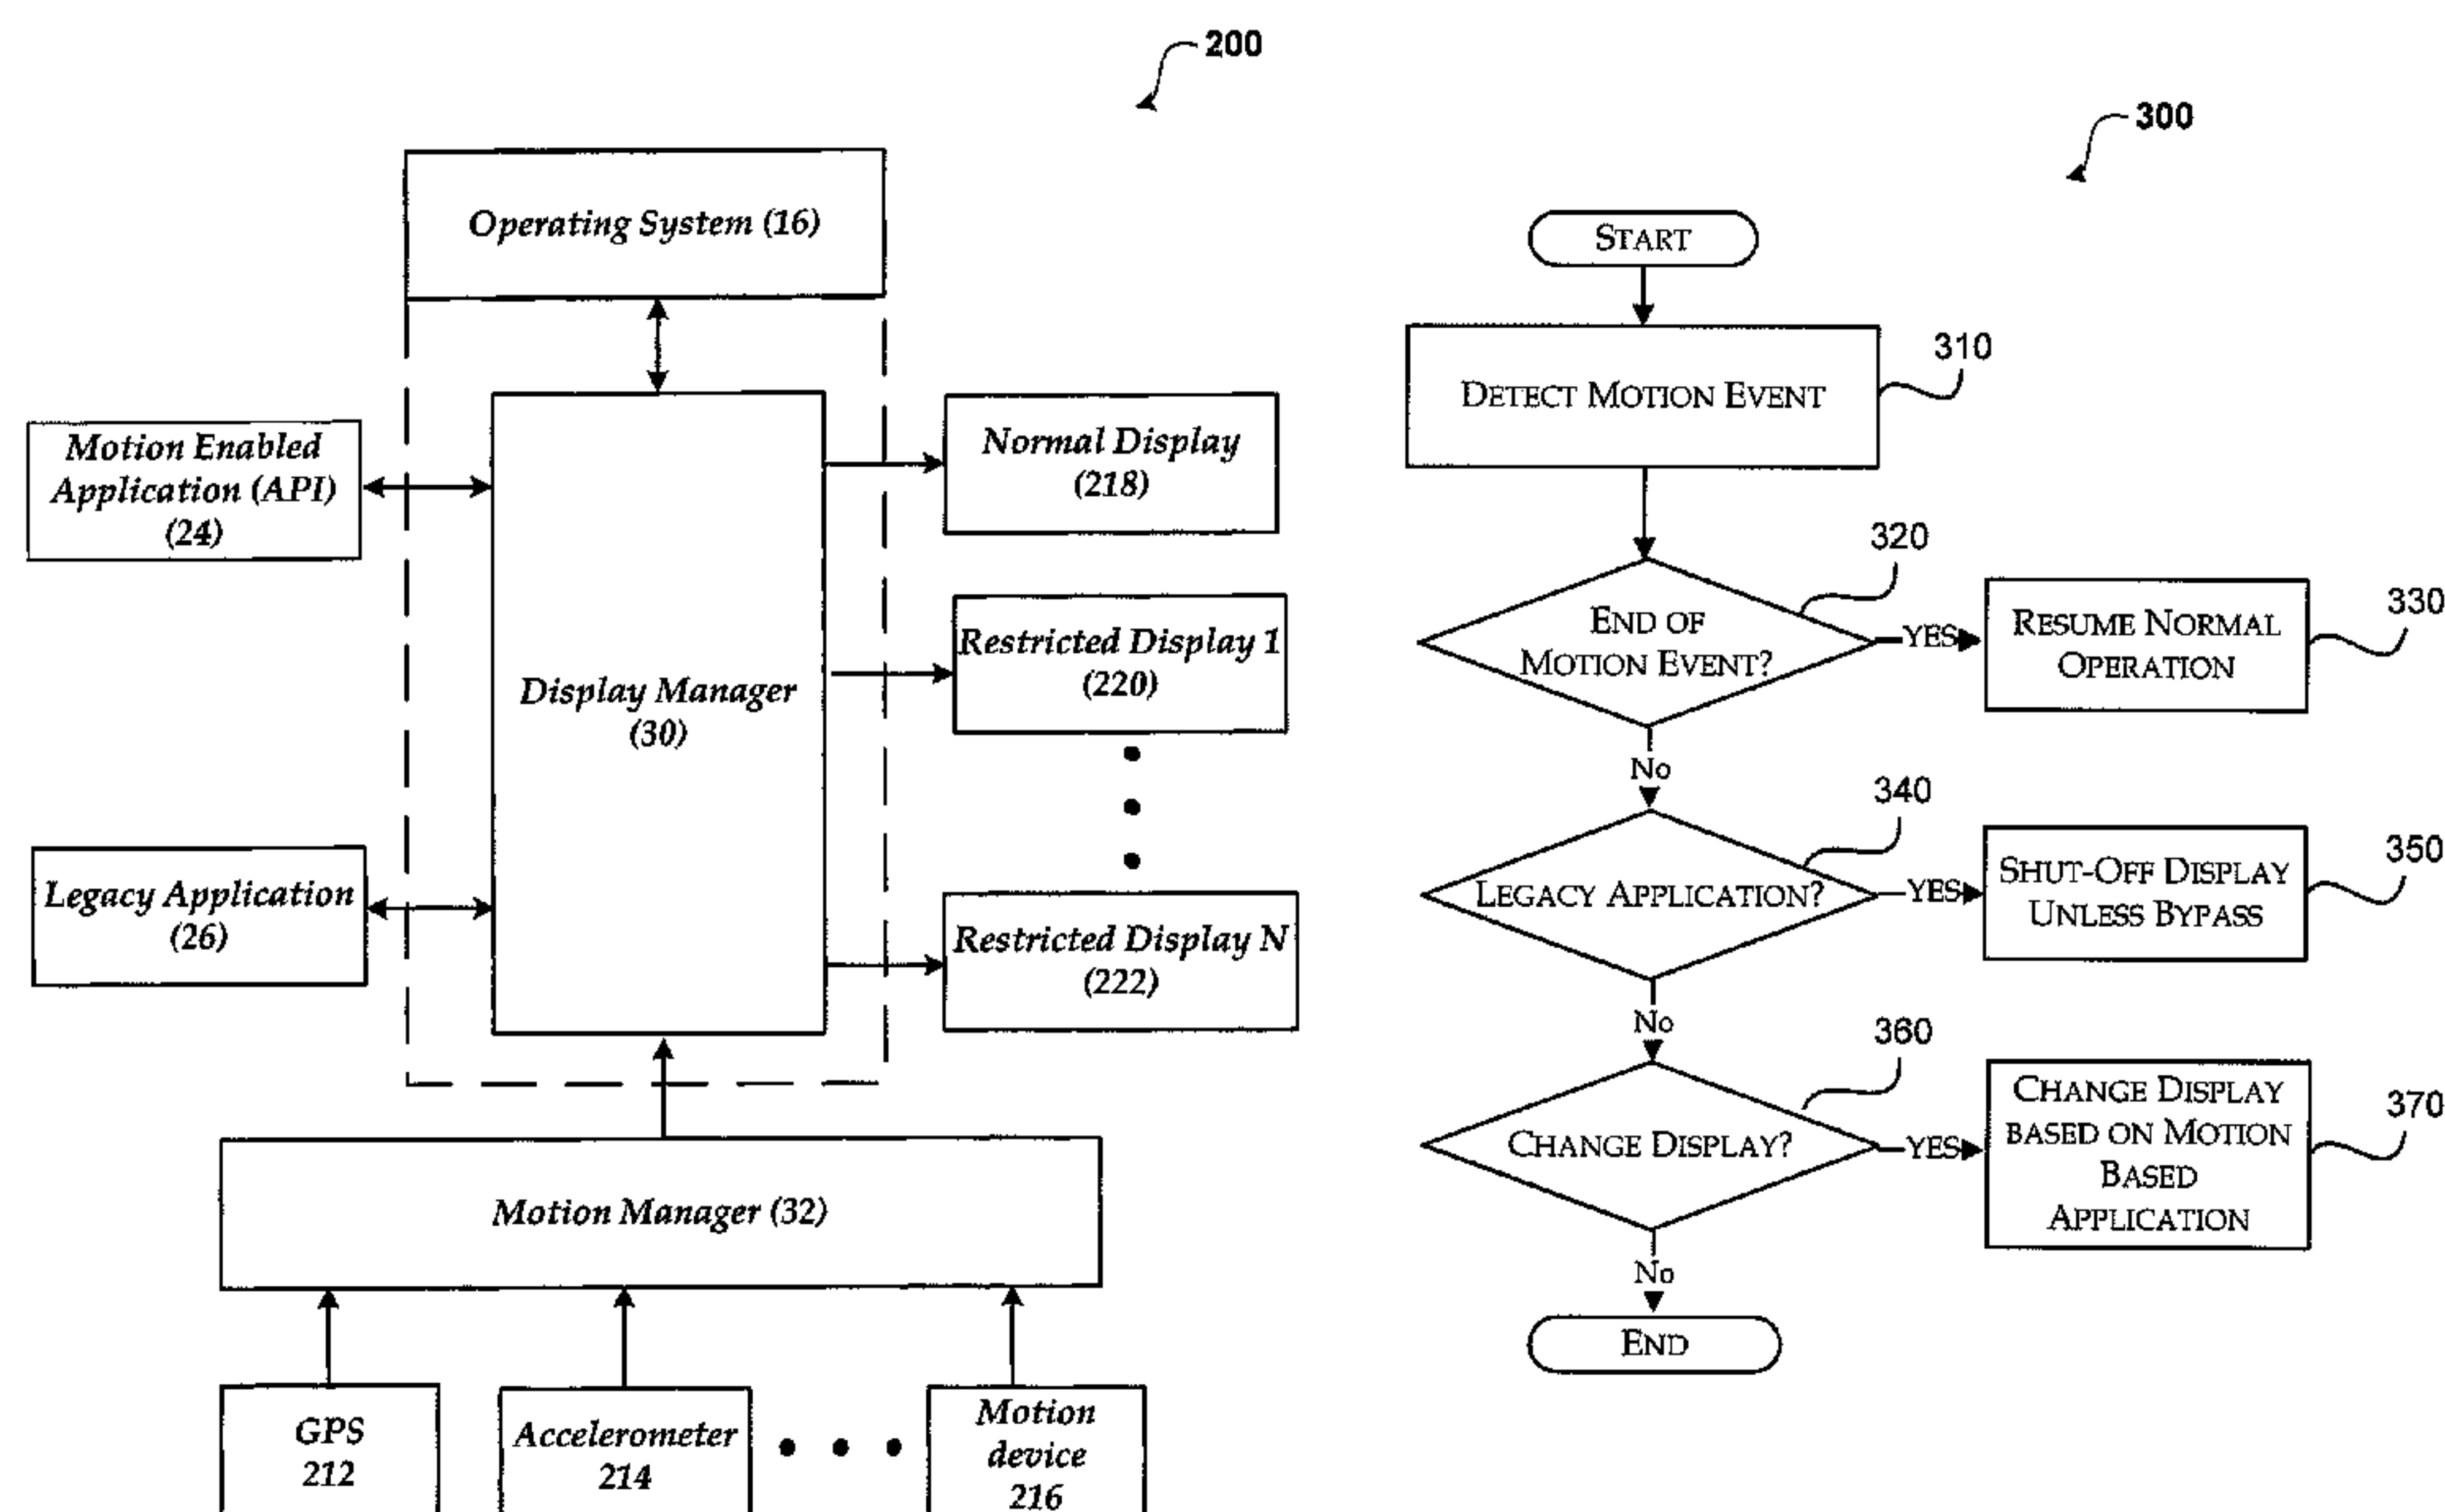 200
Operating System (16)
Motion Enabled
Application (API)
(24)
Display Manager
(30)
Normal Display
(218)
Restricted Display 1
(220)
Legacy Application
(26)
Restricted Display N
(222)
Motion Manager (32)
GPS
212
Accelerometer
214
Motion
device
216
300
START
DETECT MOTION EVENT
310
320
END OF
MOTION EVENT?
YES
RESUME NORMAL
OPERATION
330
No
340
LEGACY APPLICATION?
YES
SHUT-OFF DISPLAY
UNLESS BYPASS
350
No
360
CHANGE DISPLAY?
YES
CHANGE DISPLAY
BASED ON MOTION
BASED
APPLICATION
370
No
END